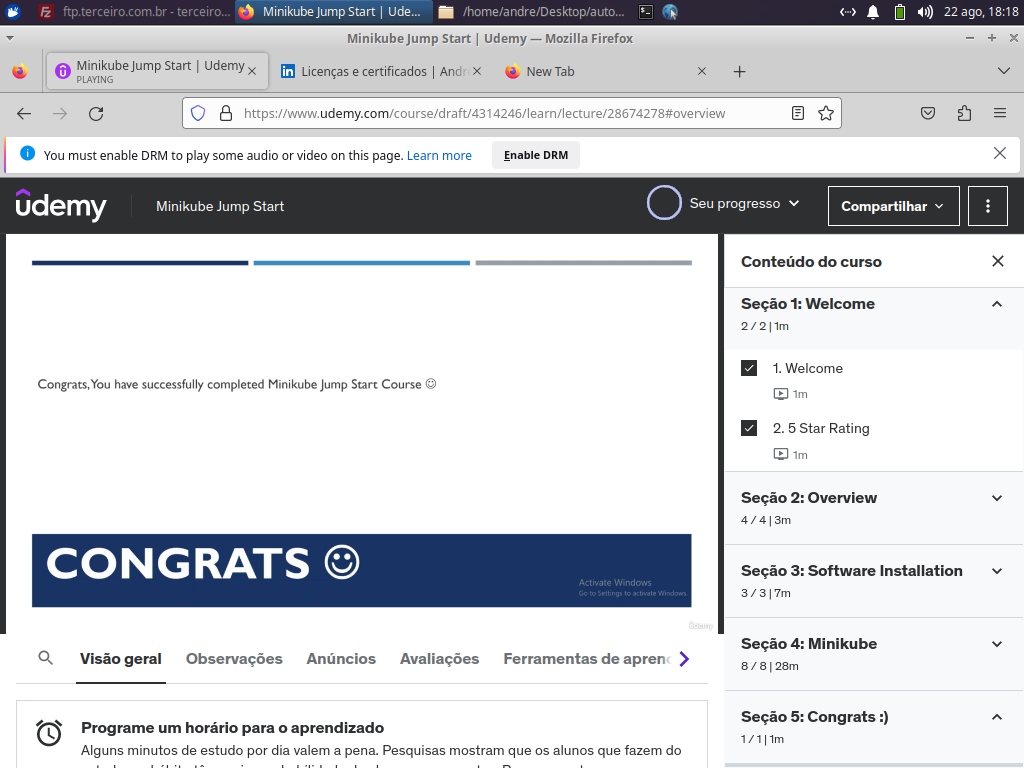 ftp.terceiro.com.br - terceiro...
Minikube Jump Start | Ude...
/home/andre/Desktop/auto...
22 ago, 18:18
Minikube Jump Start | Udemy — Mozilla Firefox
Minikube Jump Start | Udemy
PLAYING
Licenças e certificados | Andr
New Tab
https://www.udemy.com/course/draft/4314246/learn/lecture/28674278#overview
You must enable DRM to play some audio or video on this page. Learn more
Enable DRM
udemy
Minikube Jump Start
Seu progresso
Compartilhar
Congrats,You have successfully completed Minikube Jump Start Course ☺
CONGRATS ☺
Activate Windows
Go to Settings to activate Windows.
Udemy
Conteúdo do curso
Seção 1: Welcome
2 / 2 | 1m
1. Welcome
1m
2. 5 Star Rating
1m
Seção 2: Overview
4 / 4 | 3m
Seção 3: Software Installation
3 / 3 | 7m
Seção 4: Minikube
8 / 8 | 28m
Seção 5: Congrats :)
1 / 1 | 1m
Visão geral
Observações
Anúncios
Avaliações
Ferramentas de apren
Programe um horário para o aprendizado
Alguns minutos de estudo por dia valem a pena. Pesquisas mostram que os alunos que fazem do